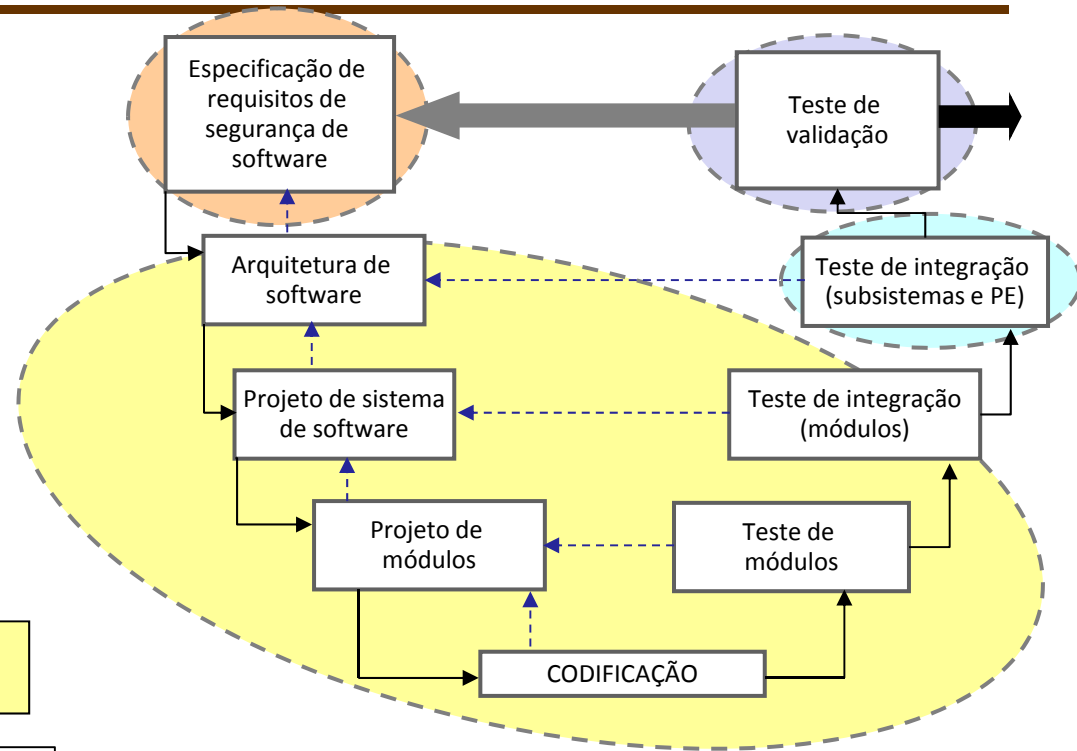 Especificação de
requisitos de
segurança de
software
Teste de
validação
Arquitetura de
software
Teste de integração
(subsistemas e PE)
Projeto de sistema
de software
Teste de integração
(módulos)
Projeto de
módulos
Teste de
módulos
CODIFICAÇÃO